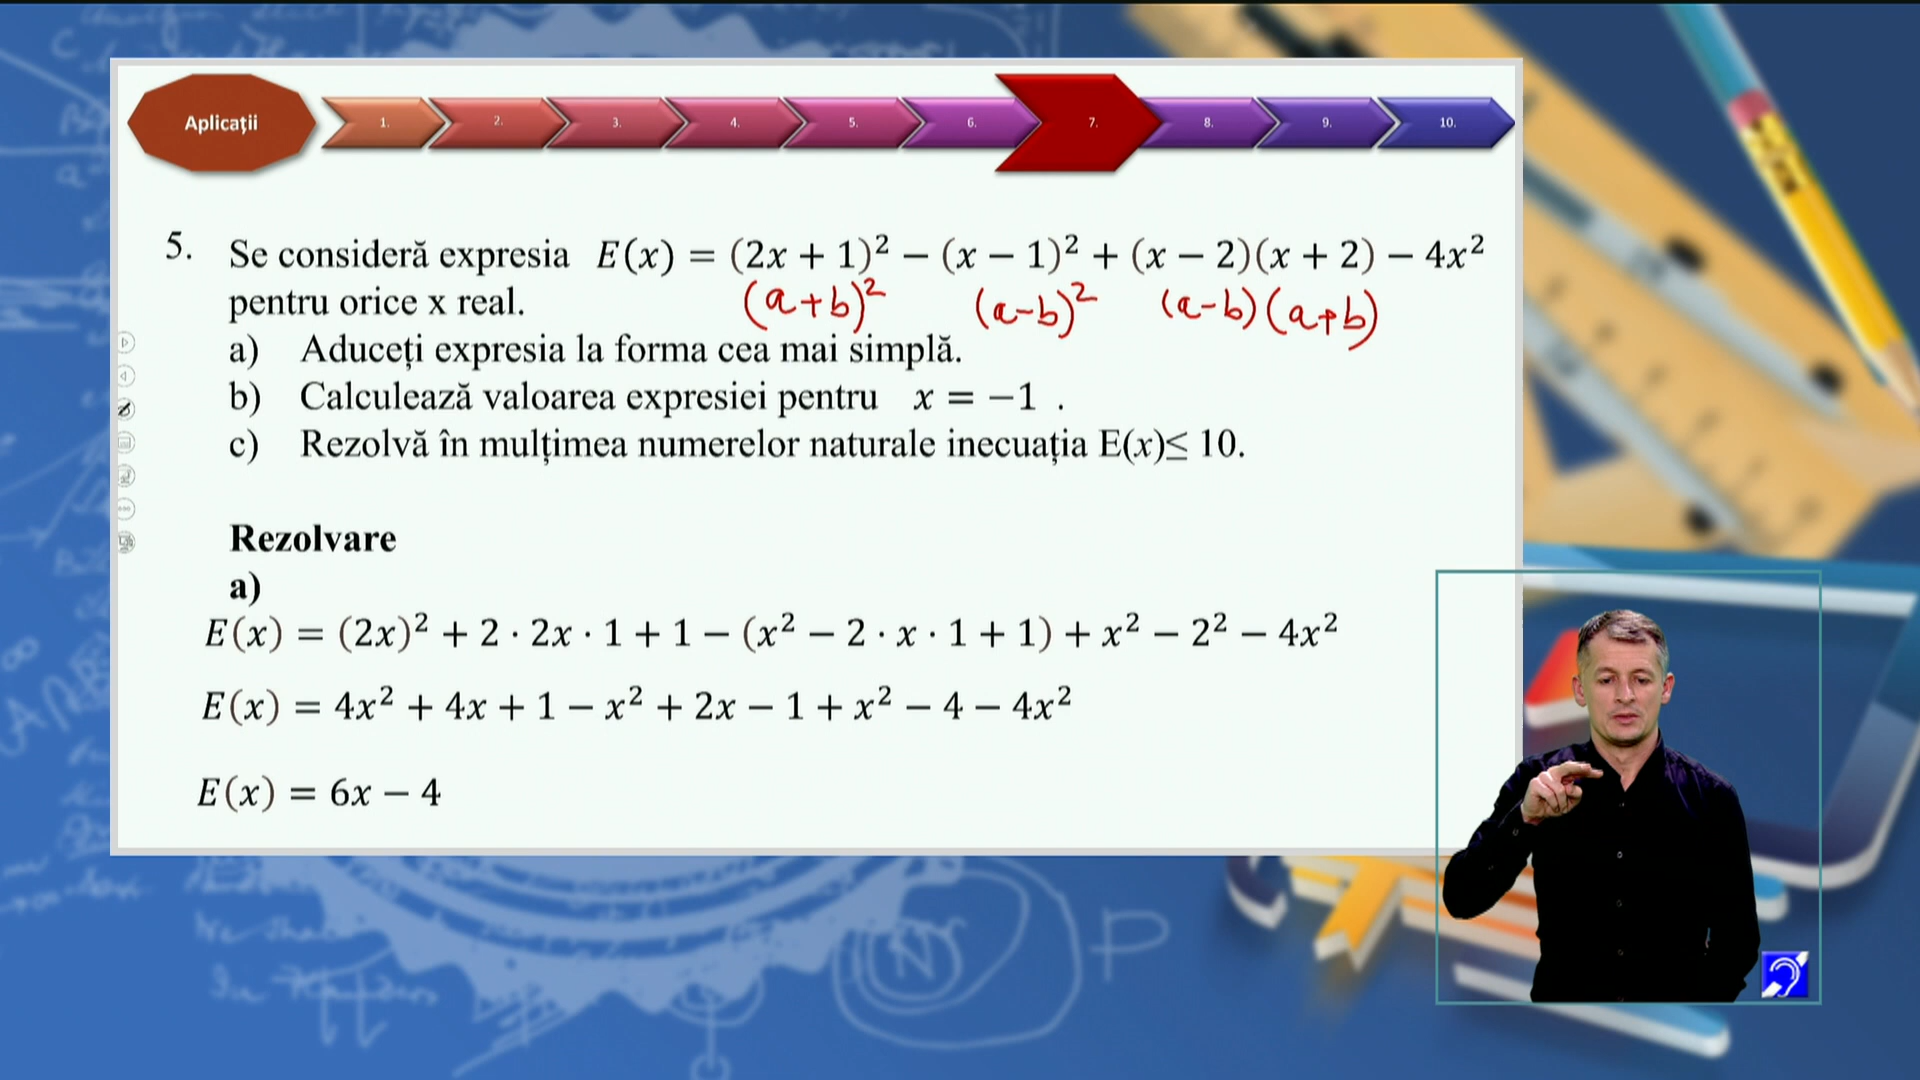 Aplicații
1. 2. 3. 4. 5. 6. 7. 8. 9. 10.
5. Se consideră expresia E(x) = (2x + 1)² − (x − 1)² + (x − 2)(x + 2) − 4x²
pentru orice x real.
(a+b)² (a-b)² (a-b)(a+b)
a) Aduceți expresia la forma cea mai simplă.
b) Calculează valoarea expresiei pentru x = −1 .
c) Rezolvă în mulțimea numerelor naturale inecuația E(x)≤ 10.
Rezolvare
a)
E(x) = (2x)² + 2 · 2x · 1 + 1 − (x² − 2 · x · 1 + 1) + x² − 2² − 4x²
E(x) = 4x² + 4x + 1 − x² + 2x − 1 + x² − 4 − 4x²
E(x) = 6x − 4
N
P